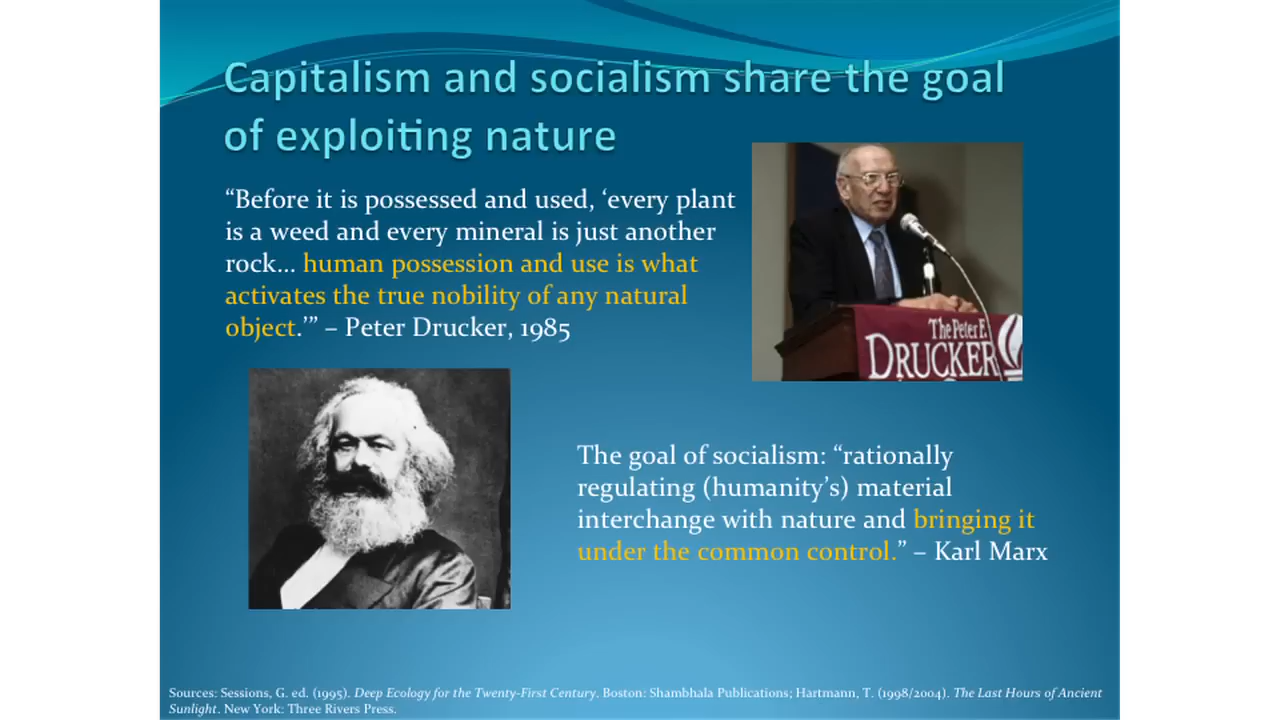 Capitalism and socialism share the goal
of exploiting nature
“Before it is possessed and used, ‘every plant
is a weed and every mineral is just another
rock... human possession and use is what
activates the true nobility of any natural
object.’” – Peter Drucker, 1985
The Peter F.
DRUCKER
The goal of socialism: “rationally
regulating (humanity’s) material
interchange with nature and bringing it
under the common control.” – Karl Marx
Sources: Sessions, G. ed. (1995). Deep Ecology for the Twenty-First Century. Boston: Shambhala Publications; Hartmann, T. (1998/2004). The Last Hours of Ancient
Sunlight. New York: Three Rivers Press.